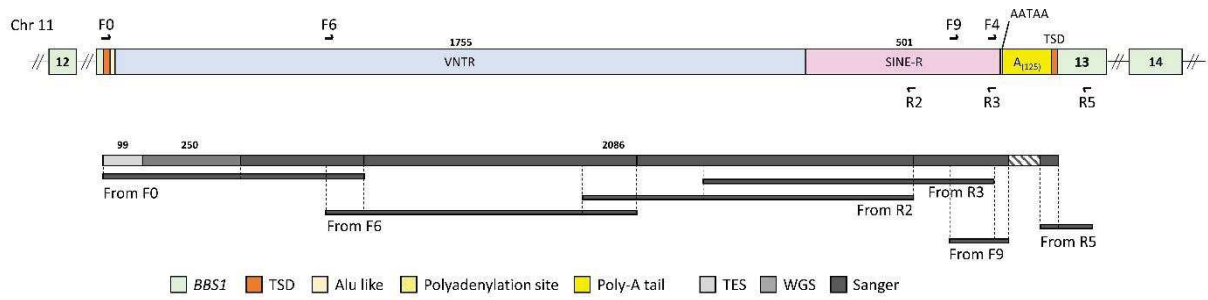 Chr 11
F0 F6 F9 F4 AATAA
1755 501 TSD
12 VNTR SINE-R A(125) 13 14
R2 R3 R5
99 250 2086
From F0 From R3
From F6 From R2
From F9 From R5
BBS1 TSD Alu like Polyadenylation site Poly-A tail TES WGS Sanger